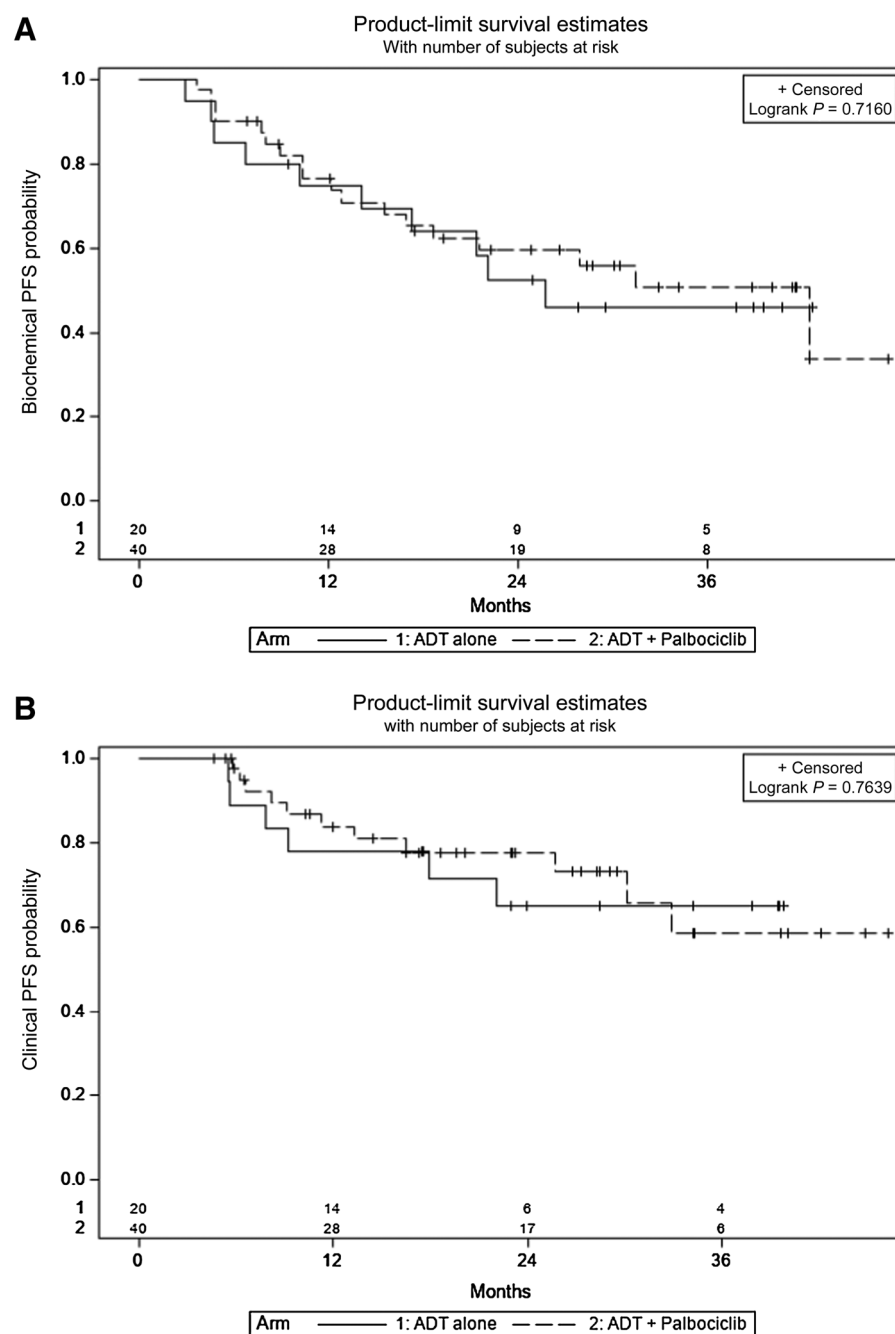 A
Product-limit survival estimates
With number of subjects at risk
+ Censored
Logrank P = 0.7160
Biochemical PFS probability
1.0
0.8
0.6
0.4
0.2
0.0
1 20 14 9 5
2 40 28 19 8
0 12 24 36
Months
Arm 1: ADT alone 2: ADT + Palbociclib
B
Product-limit survival estimates
with number of subjects at risk
+ Censored
Logrank P = 0.7639
Clinical PFS probability
1.0
0.8
0.6
0.4
0.2
0.0
1 20 14 6 4
2 40 28 17 6
0 12 24 36
Months
Arm 1: ADT alone 2: ADT + Palbociclib